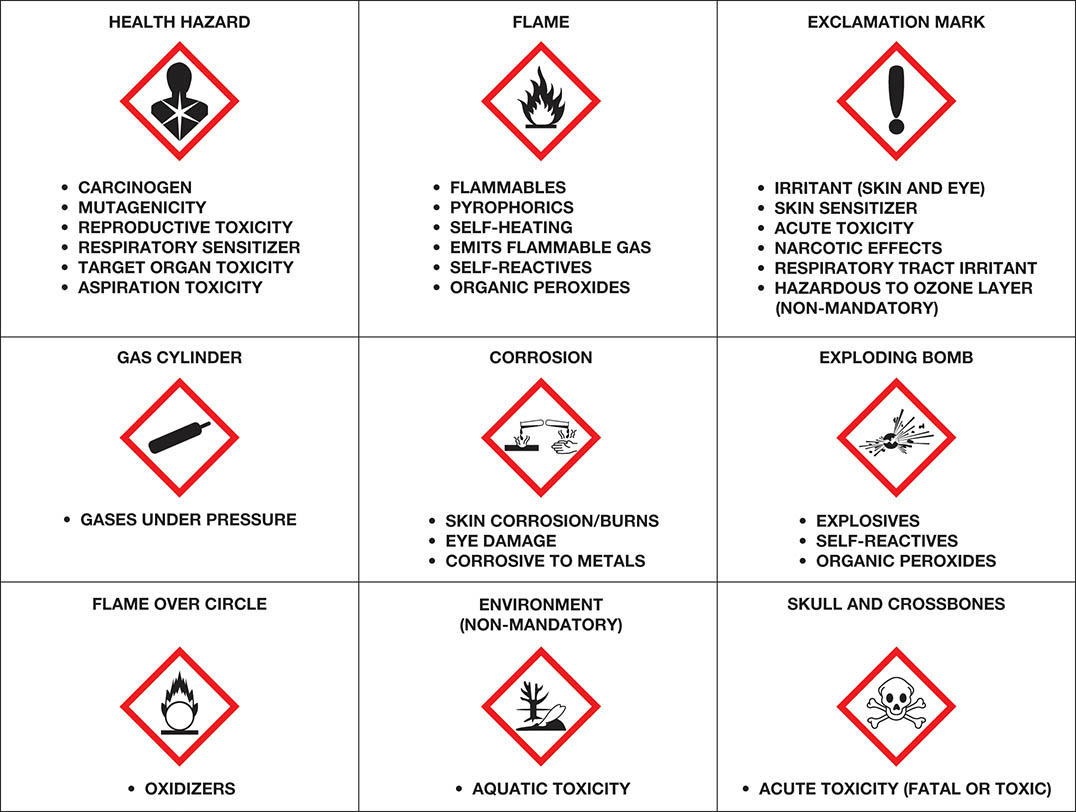 HEALTH HAZARD
• CARCINOGEN
• MUTAGENICITY
• REPRODUCTIVE TOXICITY
• RESPIRATORY SENSITIZER
• TARGET ORGAN TOXICITY
• ASPIRATION TOXICITY
FLAME
• FLAMMABLES
• PYROPHORICS
• SELF-HEATING
• EMITS FLAMMABLE GAS
• SELF-REACTIVES
• ORGANIC PEROXIDES
EXCLAMATION MARK
• IRRITANT (SKIN AND EYE)
• SKIN SENSITIZER
• ACUTE TOXICITY
• NARCOTIC EFFECTS
• RESPIRATORY TRACT IRRITANT
• HAZARDOUS TO OZONE LAYER
(NON-MANDATORY)
GAS CYLINDER
• GASES UNDER PRESSURE
CORROSION
• SKIN CORROSION/BURNS
• EYE DAMAGE
• CORROSIVE TO METALS
EXPLODING BOMB
• EXPLOSIVES
• SELF-REACTIVES
• ORGANIC PEROXIDES
FLAME OVER CIRCLE
• OXIDIZERS
ENVIRONMENT
(NON-MANDATORY)
• AQUATIC TOXICITY
SKULL AND CROSSBONES
• ACUTE TOXICITY (FATAL OR TOXIC)